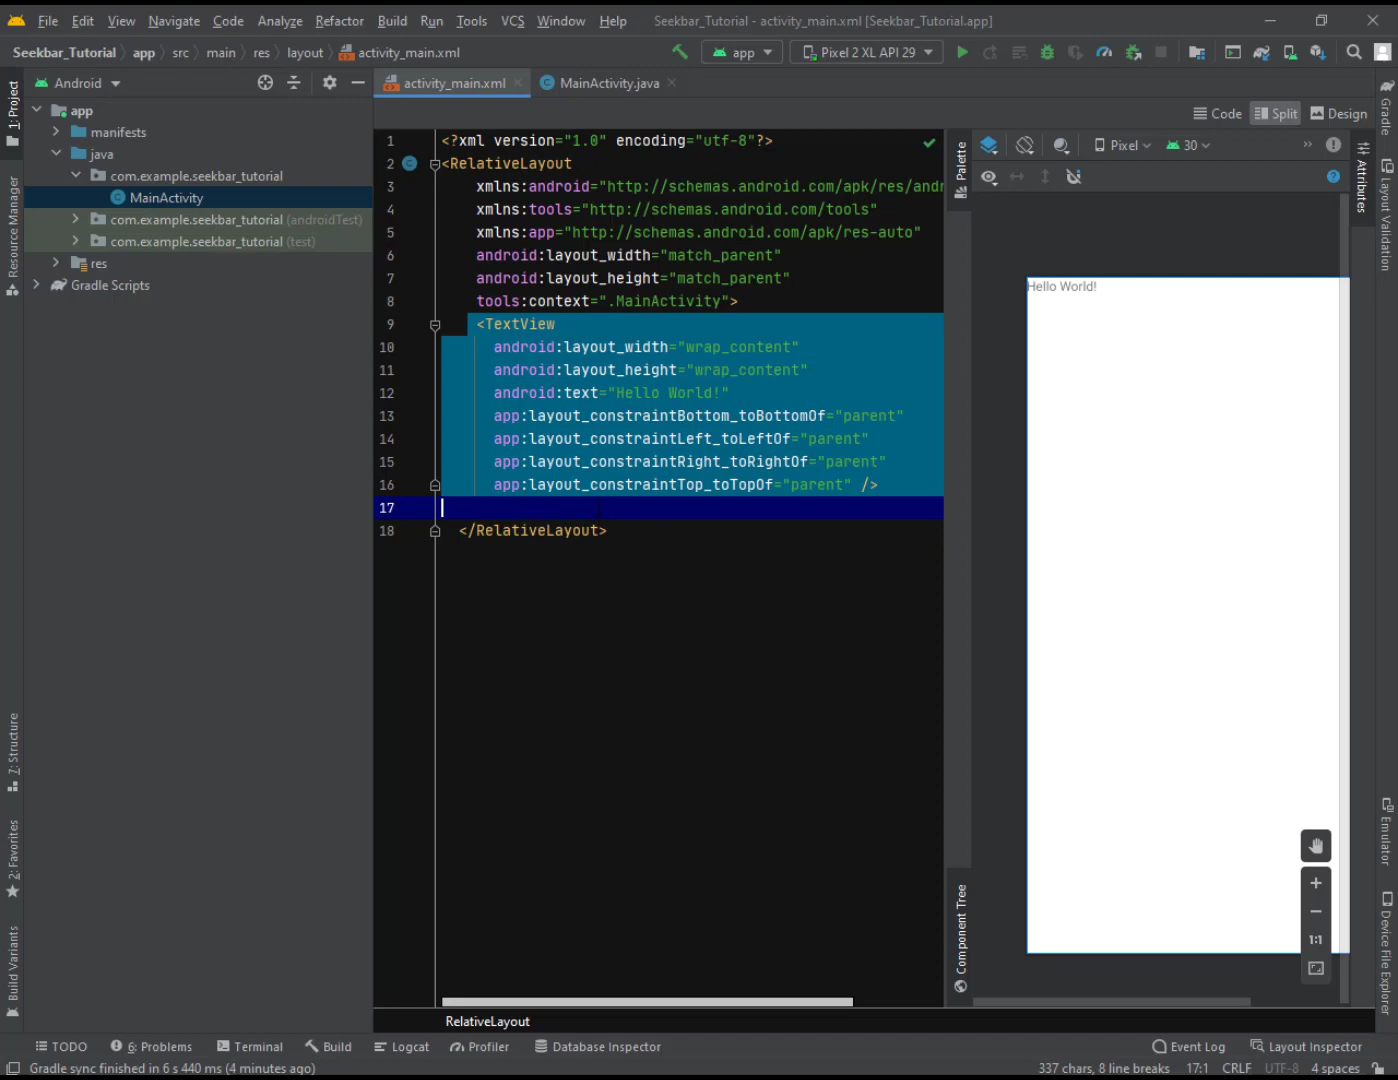 File Edit View Navigate Code Analyze Refactor Build Run Tools VCS Window Help Seekbar_Tutorial - activity_main.xml [Seekbar_Tutorial.app]
Seekbar_Tutorial app src main res layout activity_main.xml app Pixel 2 XL API 29
Android activity_main.xml MainActivity.java
Code Split Design
1: Project
Resource Manager
7: Structure
2: Favorites
Build Variants
app
manifests
java
com.example.seekbar_tutorial
MainActivity
com.example.seekbar_tutorial (androidTest)
com.example.seekbar_tutorial (test)
res
Gradle Scripts
1 <?xml version="1.0" encoding="utf-8"?>
2 <RelativeLayout
3 xmlns:android="http://schemas.android.com/apk/res/andr
4 xmlns:tools="http://schemas.android.com/tools"
5 xmlns:app="http://schemas.android.com/apk/res-auto"
6 android:layout_width="match_parent"
7 android:layout_height="match_parent"
8 tools:context=".MainActivity">
9 <TextView
10 android:layout_width="wrap_content"
11 android:layout_height="wrap_content"
12 android:text="Hello World!"
13 app:layout_constraintBottom_toBottomOf="parent"
14 app:layout_constraintLeft_toLeftOf="parent"
15 app:layout_constraintRight_toRightOf="parent"
16 app:layout_constraintTop_toTopOf="parent" />
17
18 </RelativeLayout>
RelativeLayout
Palette
Component Tree
Pixel 30
Hello World!
1:1
Attributes
Gradle
Layout Validation
Emulator
Device File Explorer
TODO 6: Problems Terminal Build Logcat Profiler Database Inspector Event Log Layout Inspector
Gradle sync finished in 6 s 440 ms (4 minutes ago) 337 chars, 8 line breaks 17:1 CRLF UTF-8 4 spaces